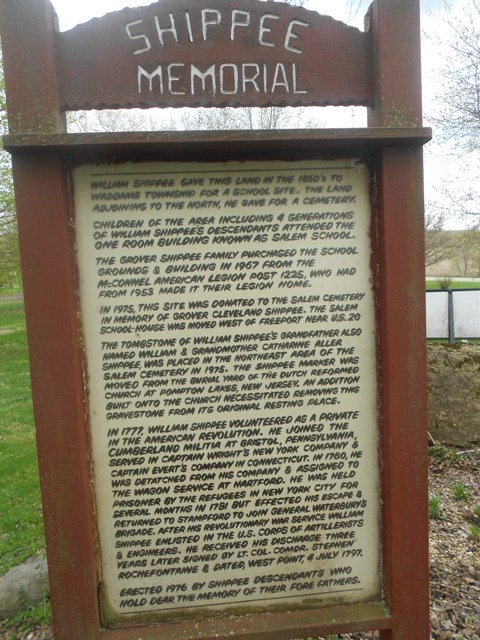 SHIPPEE
MEMORIAL
WILLIAM SHIPPEE GAVE THIS LAND IN THE 1860'S TO
WADDAMS TOWNSHIP FOR A SCHOOL SITE. THE LAND
ADJOINING TO THE NORTH, HE GAVE FOR A CEMETERY.
CHILDREN OF THE AREA INCLUDING 4 GENERATIONS
OF WILLIAM SHIPPEE'S DESCENDANTS ATTENDED THE
ONE ROOM BUILDING KNOWN AS SALEM SCHOOL.
THE GROVER SHIPPEE FAMILY PURCHASED THE SCHOOL
GROUNDS & BUILDING IN 1967 FROM THE
McCONNEL AMERICAN LEGION POST 1225, WHO HAD
FROM 1953 MADE IT THEIR LEGION HOME.
IN 1975, THIS SITE WAS DONATED TO THE SALEM CEMETERY
IN MEMORY OF GROVER CLEVELAND SHIPPEE. THE SALEM
SCHOOL-HOUSE WAS MOVED WEST OF FREEPORT NEAR U.S. 20
THE TOMBSTONE OF WILLIAM SHIPPEE'S GRANDFATHER ALSO
NAMED WILLIAM & GRANDMOTHER CATHARINE ALLER
SHIPPEE, WAS PLACED IN THE NORTHEAST AREA OF THE
SALEM CEMETERY IN 1975. THE SHIPPEE MARKER WAS
MOVED FROM THE BURIAL YARD OF THE DUTCH REFORMED
CHURCH AT POMPTON LAKES, NEW JERSEY. AN ADDITION
BUILT ONTO THE CHURCH NECESSITATED REMOVING THIS
GRAVESTONE FROM ITS ORIGINAL RESTING PLACE.
IN 1777, WILLIAM SHIPPEE VOLUNTEERED AS A PRIVATE
IN THE AMERICAN REVOLUTION. HE JOINED THE
CUMBERLAND MILITIA AT BRISTOL, PENNSYLVANIA,
SERVED IN CAPTAIN WRIGHT'S NEW YORK COMPANY &
CAPTAIN EVERT'S COMPANY IN CONNECTICUT. IN 1780, HE
WAS DETATCHED FROM HIS COMPANY & ASSIGNED TO
THE WAGON SERVICE AT HARTFORD. HE WAS HELD
PRISONER BY THE REFUGEES IN NEW YORK CITY FOR
SEVERAL MONTHS IN 1781 BUT EFFECTED HIS ESCAPE &
RETURNED TO STAMPFORD TO JOIN GENERAL WATERBURY'S
BRIGADE. AFTER HIS REVOLUTIONARY WAR SERVICE WILLIAM
SHIPPEE ENLISTED IN THE U.S. CORPS OF ARTILLERISTS
& ENGINEERS. HE RECEIVED HIS DISCHARGE THREE
YEARS LATER SIGNED BY LT. COL. COMDR. STEPHEN
ROCHEFONTAINE & DATED, WEST POINT, 4 JULY 1797.
ERECTED 1976 BY SHIPPEE DESCENDANTS WHO
HOLD DEAR THE MEMORY OF THEIR FORE FATHERS.